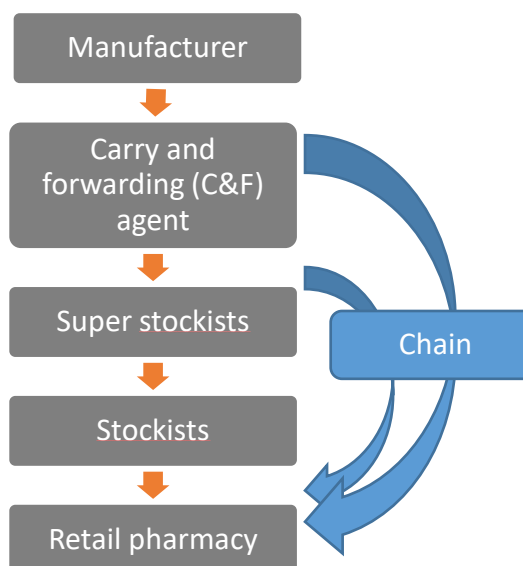 Manufacturer
Carry and
forwarding (C&F)
agent
Super stockists
Chain
Stockists
Retail pharmacy